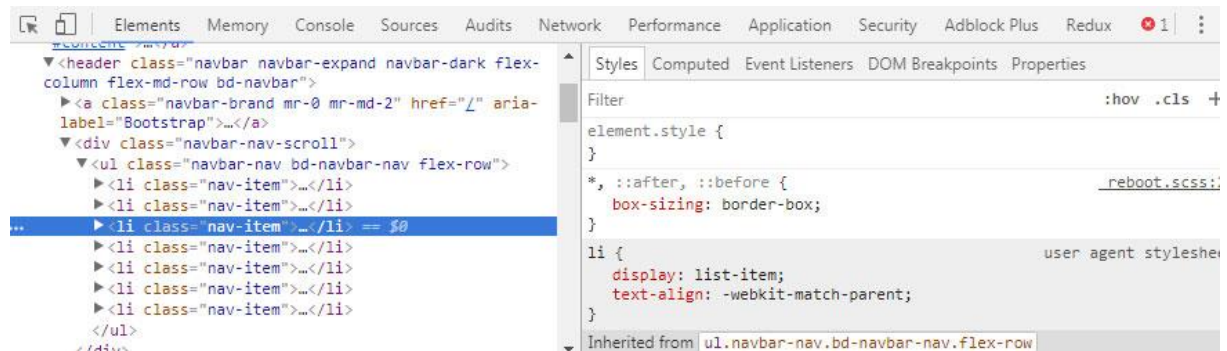 Elements Memory Console Sources Audits Network Performance Application Security Adblock Plus Redux 1
#content">…</a>
▼<header class="navbar navbar-expand navbar-dark flex-
column flex-md-row bd-navbar">
▶<a class="navbar-brand mr-0 mr-md-2" href="/" aria-
label="Bootstrap">…</a>
▼<div class="navbar-nav-scroll">
▼<ul class="navbar-nav bd-navbar-nav flex-row">
▶<li class="nav-item">…</li>
▶<li class="nav-item">…</li>
▶<li class="nav-item">…</li> == $0
▶<li class="nav-item">…</li>
▶<li class="nav-item">…</li>
▶<li class="nav-item">…</li>
▶<li class="nav-item">…</li>
</ul>
</div>
Styles Computed Event Listeners DOM Breakpoints Properties
Filter :hov .cls +
element.style {
}
*, ::after, ::before { _reboot.scss:
box-sizing: border-box;
}
li { user agent styleshee
display: list-item;
text-align: -webkit-match-parent;
}
Inherited from ul.navbar-nav.bd-navbar-nav.flex-row